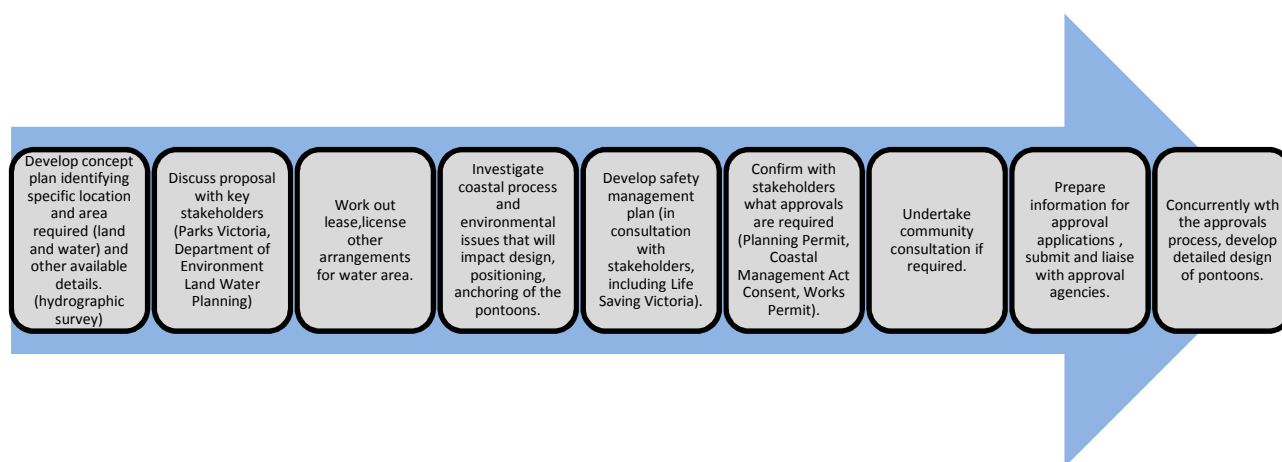 Develop concept
plan identifying
specific location
and area
required (land
and water) and
other available
details.
(hydrographic
survey)
Discuss proposal
with key
stakeholders
(Parks Victoria,
Department of
Environment
Land Water
Planning)
Work out
lease,license
other
arrangements
for water area.
Investigate
coastal process
and
environmental
issues that will
impact design,
positioning,
anchoring of the
pontoons.
Develop safety
management
plan (in
consultation
with
stakeholders,
including Life
Saving Victoria).
Confirm with
stakeholders
what approvals
are required
(Planning Permit,
Coastal
Management Act
Consent, Works
Permit).
Undertake
community
consultation if
required.
Prepare
information for
approval
applications ,
submit and liaise
with approval
agencies.
Concurrently wth
the approvals
process, develop
detailed design
of pontoons.